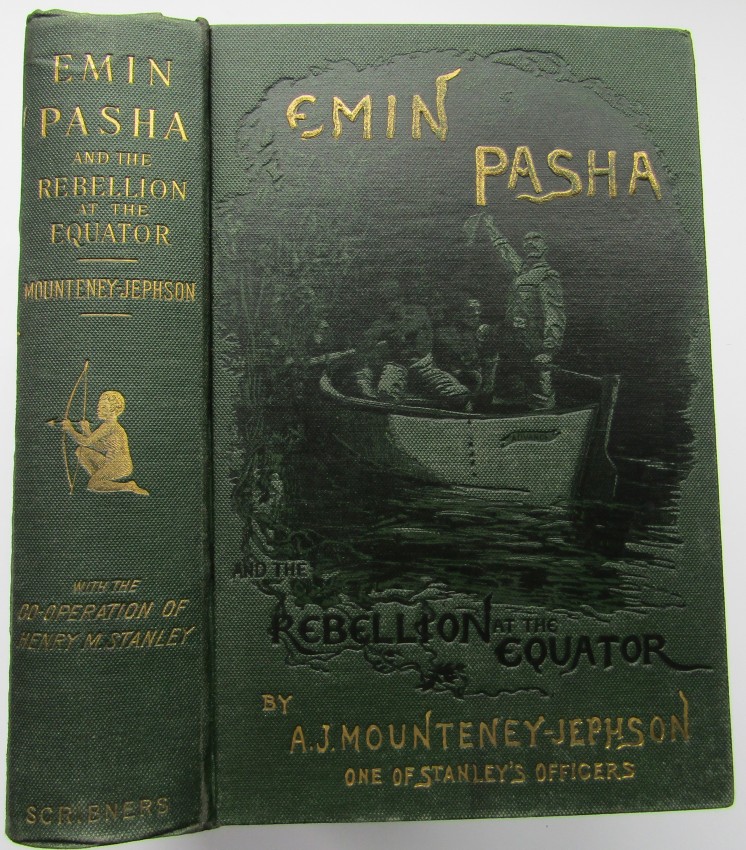 EMIN
PASHA
AND THE
REBELLION
AT THE
EQUATOR
MOUNTENEY-JEPHSON
WITH THE
CO-OPERATION OF
HENRY M. STANLEY
SCRIBNERS
EMIN
PASHA
AND THE
REBELLION AT THE
EQUATOR
BY
A.J. MOUNTENEY-JEPHSON
ONE OF STANLEY'S OFFICERS